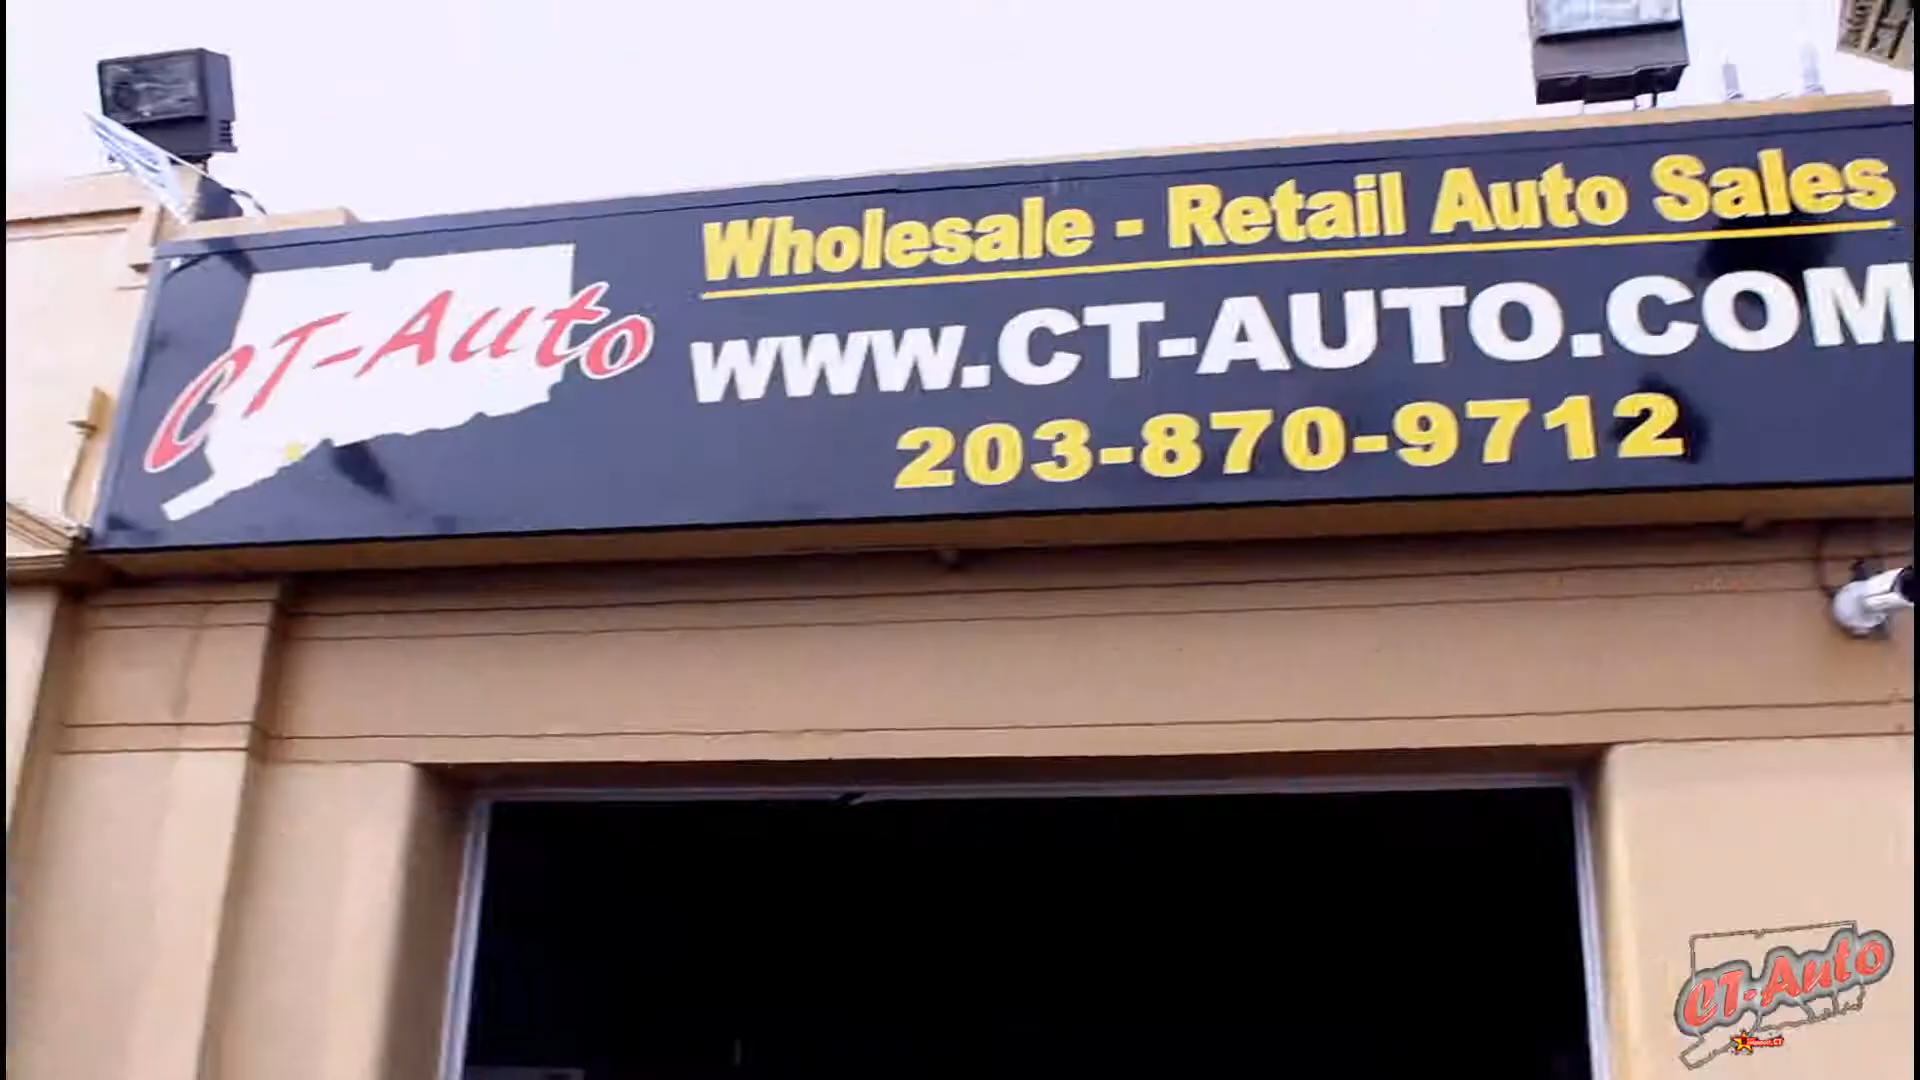 CT-Auto
Wholesale - Retail Auto Sales
WWW.CT-AUTO.COM
203-870-9712
CT-Auto